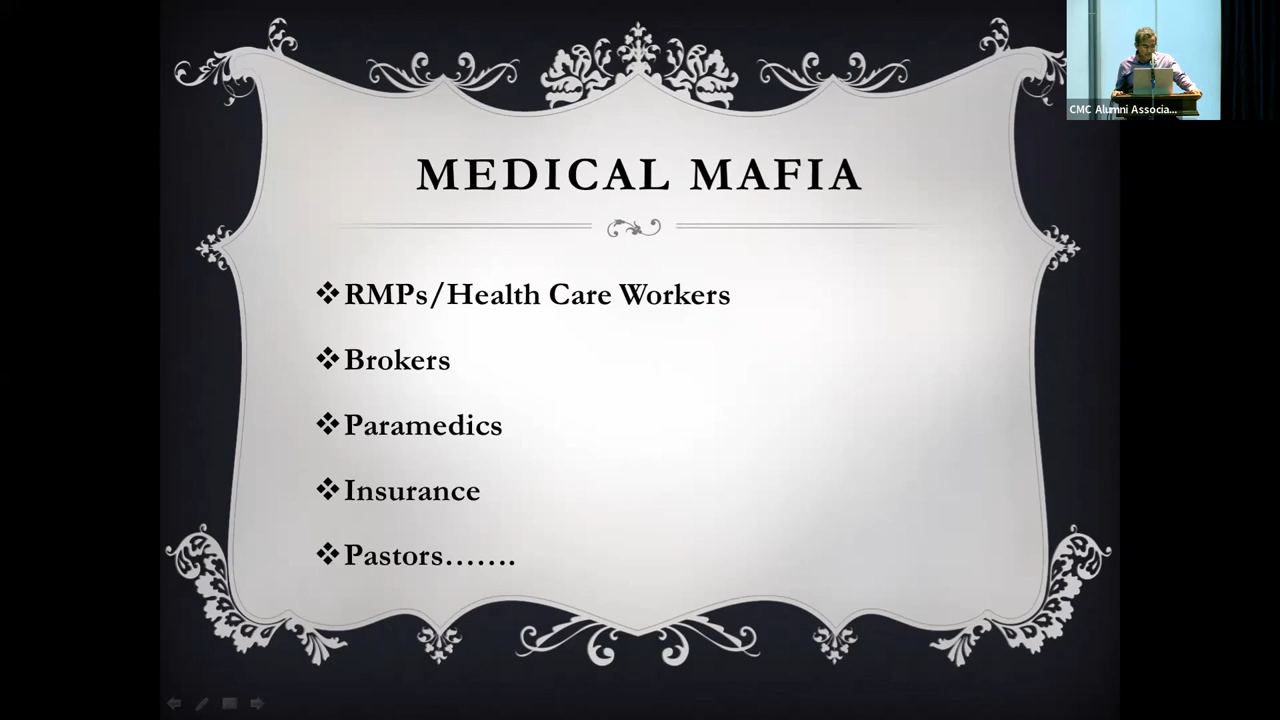 MEDICAL MAFIA
RMPs/Health Care Workers
Brokers
Paramedics
Insurance
Pastors.......
CMC Alumni Associa...